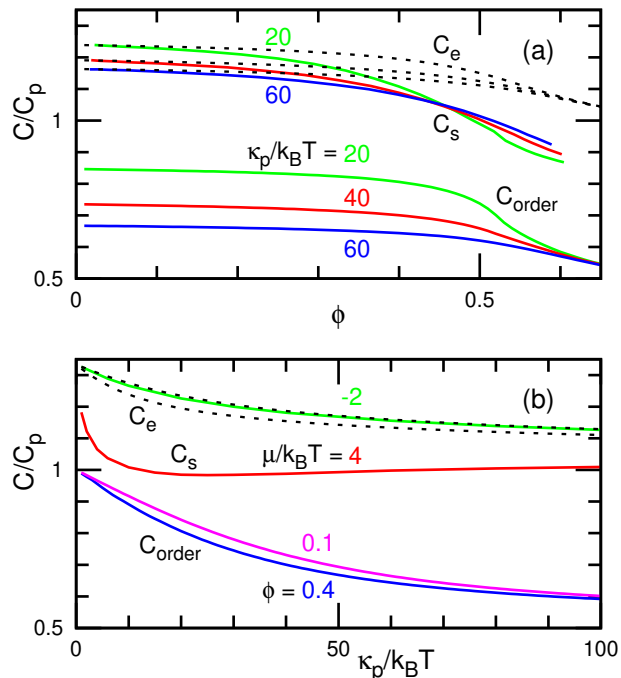 20
C_e
(a)
C/C_p
1
60
C_s
κ_p/k_BT = 20
40
C_order
60
0.5
0
ϕ
0.5
(b)
-2
C_e
C/C_p
C_s
μ/k_BT = 4
1
0.1
C_order
ϕ = 0.4
0.5
0
50
100
κ_p/k_BT